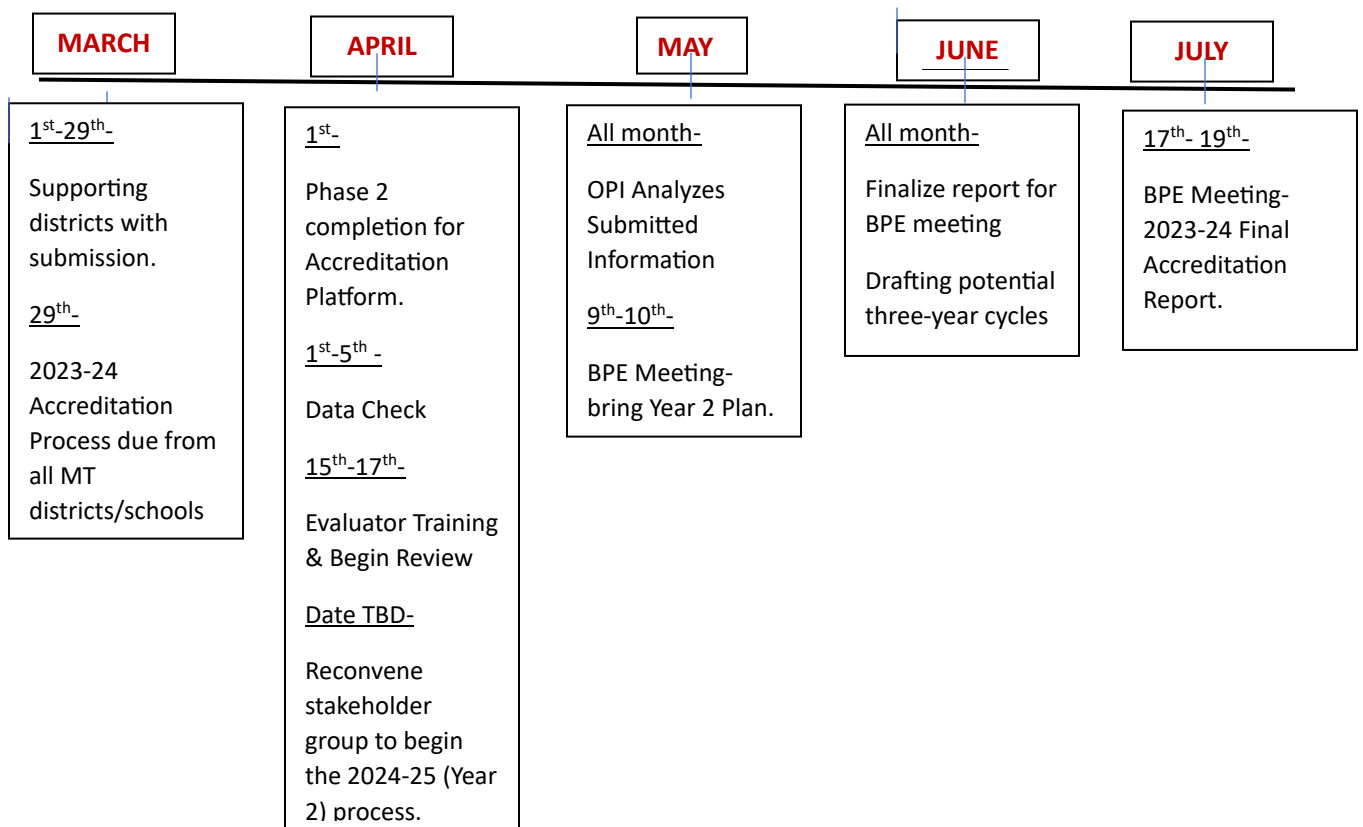 MARCH
APRIL
MAY
JUNE
JULY
1st-29th-
Supporting
districts with
submission.
29th-
2023-24
Accreditation
Process due from
all MT
districts/schools
1st-
Phase 2
completion for
Accreditation
Platform.
1st-5th -
Data Check
15th-17th-
Evaluator Training
& Begin Review
Date TBD-
Reconvene
stakeholder
group to begin
the 2024-25 (Year
2) process.
All month-
OPI Analyzes
Submitted
Information
9th-10th-
BPE Meeting-
bring Year 2 Plan.
All month-
Finalize report for
BPE meeting
Drafting potential
three-year cycles
17th- 19th-
BPE Meeting-
2023-24 Final
Accreditation
Report.